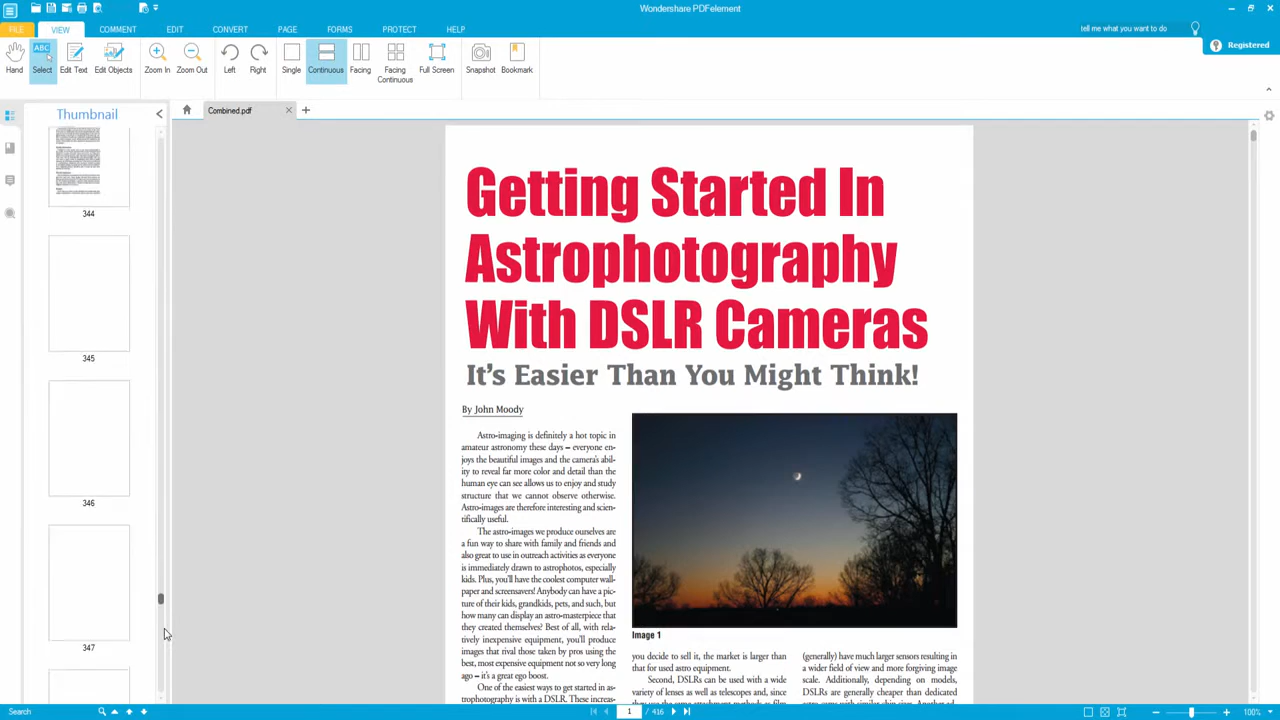 Wondershare PDFelement
FILE VIEW COMMENT EDIT CONVERT PAGE FORMS PROTECT HELP
tell me what you want to do
Registered
ABC
Hand Select Edit Text Edit Objects Zoom In Zoom Out Left Right Single Continuous Facing Facing Continuous Full Screen Snapshot Bookmark
Thumbnail
Combined.pdf
344
345
346
347
Getting Started In
Astrophotography
With DSLR Cameras
It's Easier Than You Might Think!
By John Moody
Astro-imaging is definitely a hot topic in
amateur astronomy these days – everyone en-
joys the beautiful images and the camera's abil-
ity to reveal far more color and detail than the
human eye can see allows us to enjoy and study
structure that we cannot observe otherwise.
Astro-images are therefore interesting and scien-
tifically useful.
The astro-images we produce ourselves are
a fun way to share with family and friends and
also great to use in outreach activities as everyone
is immediately drawn to astrophotos, especially
kids. Plus, you'll have the coolest computer wall-
paper and screensavers! Anybody can have a pic-
ture of their kids, grandkids, pets, and such, but
how many can display an astro-masterpiece that
they created themselves? Best of all, with rela-
tively inexpensive equipment, you'll produce
images that rival those taken by pros using the
best, most expensive equipment not so very long
ago – it's a great ego boost.
One of the easiest ways to get started in as-
trophotography is with a DSLR. These increas-
Image 1
you decide to sell it, the market is larger than
that for used astro equipment.
Second, DSLRs can be used with a wide
variety of lenses as well as telescopes and, since
(generally) have much larger sensors resulting in
a wider field of view and more forgiving image
scale. Additionally, depending on models,
DSLRs are generally cheaper than dedicated
Search
1 / 416
100%